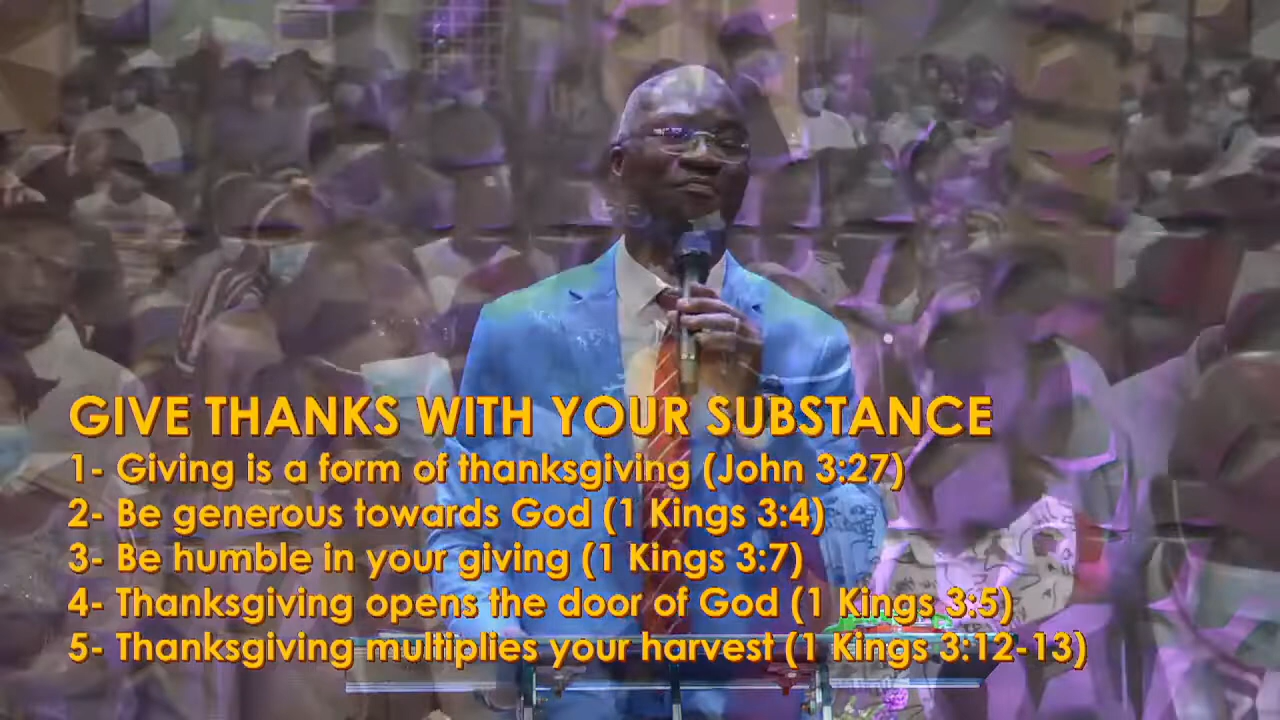 GIVE THANKS WITH YOUR SUBSTANCE
1- Giving is a form of thanksgiving (John 3:27)
2- Be generous towards God (1 Kings 3:4)
3- Be humble in your giving (1 Kings 3:7)
4- Thanksgiving opens the door of God (1 Kings 3:5)
5- Thanksgiving multiplies your harvest (1 Kings 3:12-13)